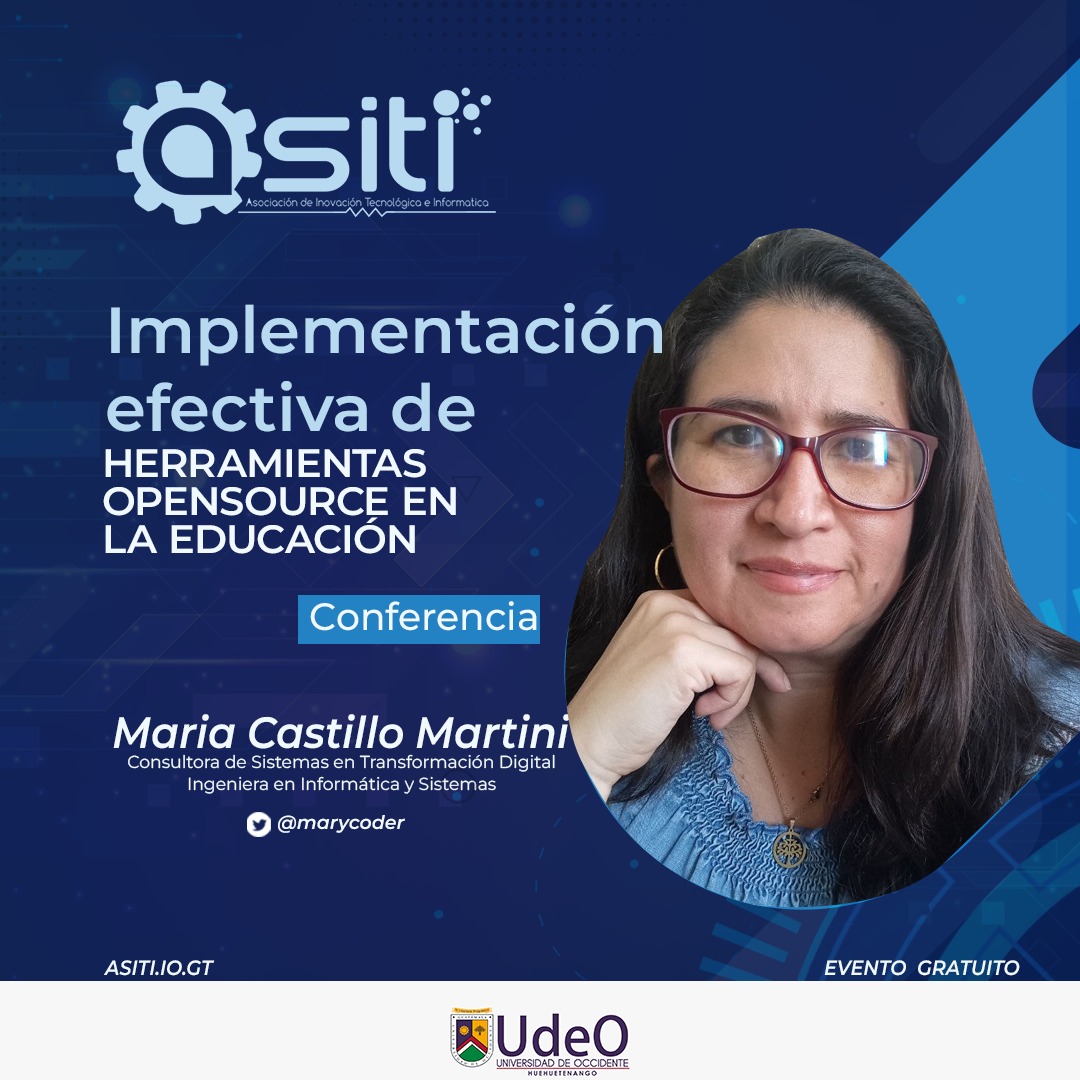 asiti
Asociación de Inovación Tecnológica e Informatica
Implementación
efectiva de
HERRAMIENTAS
OPENSOURCE EN
LA EDUCACIÓN
Conferencia
Maria Castillo Martini
Consultora de Sistemas en Transformación Digital
Ingeniera en Informática y Sistemas
@marycoder
ASITI.IO.GT
EVENTO GRATUITO
UdeO
UNIVERSIDAD DE OCCIDENTE
HUEHUETENANGO